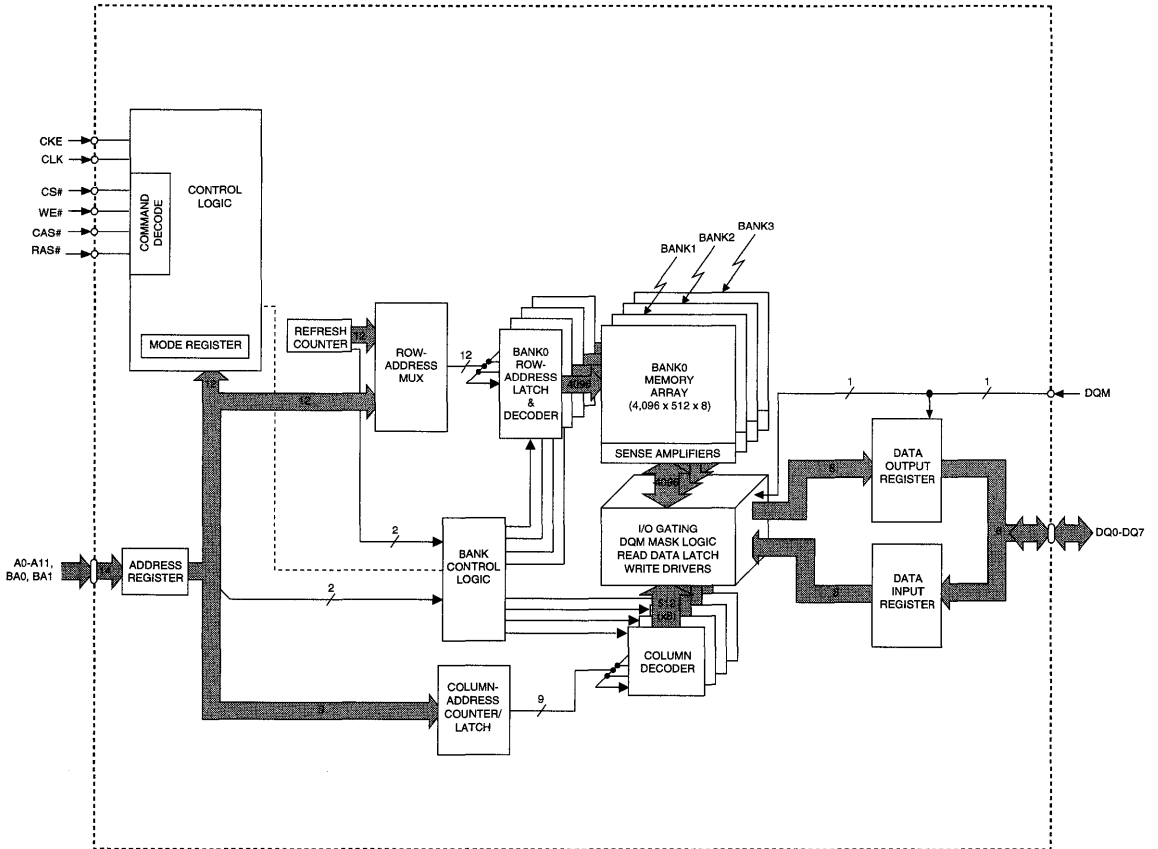 CKE
CLK
CS#
WE#
CAS#
RAS#
CONTROL
LOGIC
COMMAND
DECODE
MODE REGISTER
12
BANK3
BANK2
BANK1
REFRESH
COUNTER
12
ROW-
ADDRESS
MUX
12
12
BANK0
ROW-
ADDRESS
LATCH
&
DECODER
4096
BANK0
MEMORY
ARRAY
(4,096 x 512 x 8)
SENSE AMPLIFIERS
4096
1
1
DQM
8
DATA
OUTPUT
REGISTER
I/O GATING
DQM MASK LOGIC
READ DATA LATCH
WRITE DRIVERS
8
DQ0-DQ7
8
DATA
INPUT
REGISTER
A0-A11,
BA0, BA1
14
ADDRESS
REGISTER
2
2
BANK
CONTROL
LOGIC
512
(x8)
COLUMN
DECODER
9
COLUMN-
ADDRESS
COUNTER/
LATCH
9